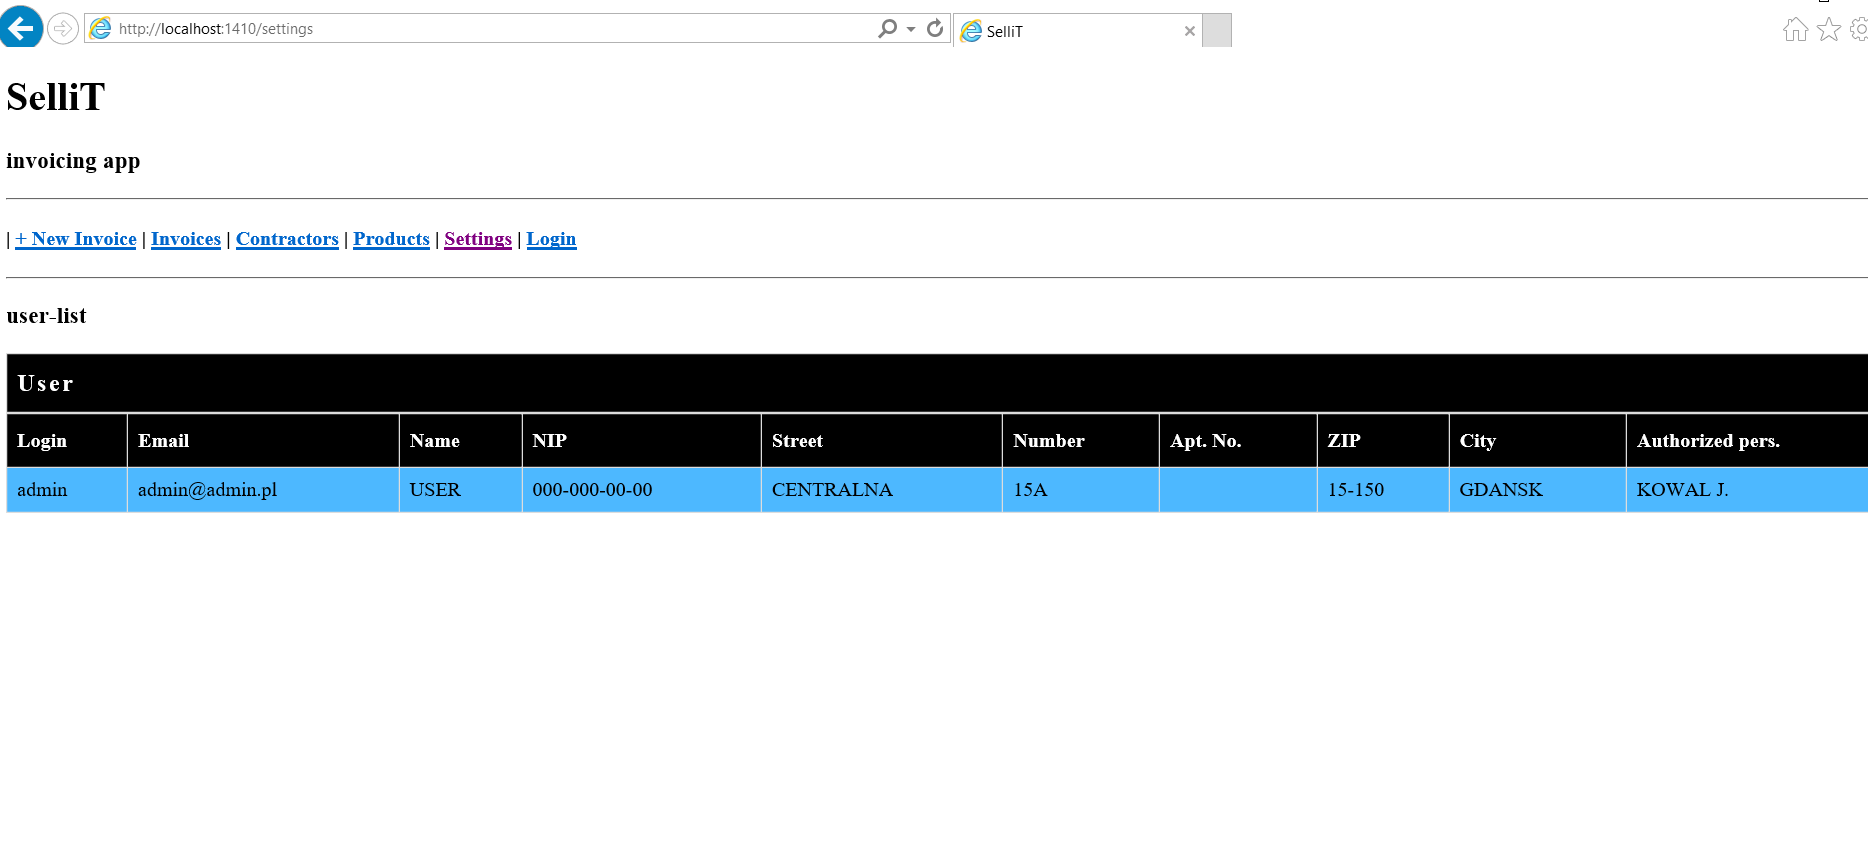 http://localhost:1410/settings
SelliT
SelliT
invoicing app
| + New Invoice | Invoices | Contractors | Products | Settings | Login
user-list
User
Login Email Name NIP Street Number Apt. No. ZIP City Authorized pers.
admin admin@admin.pl USER 000-000-00-00 CENTRALNA 15A 15-150 GDANSK KOWAL J.